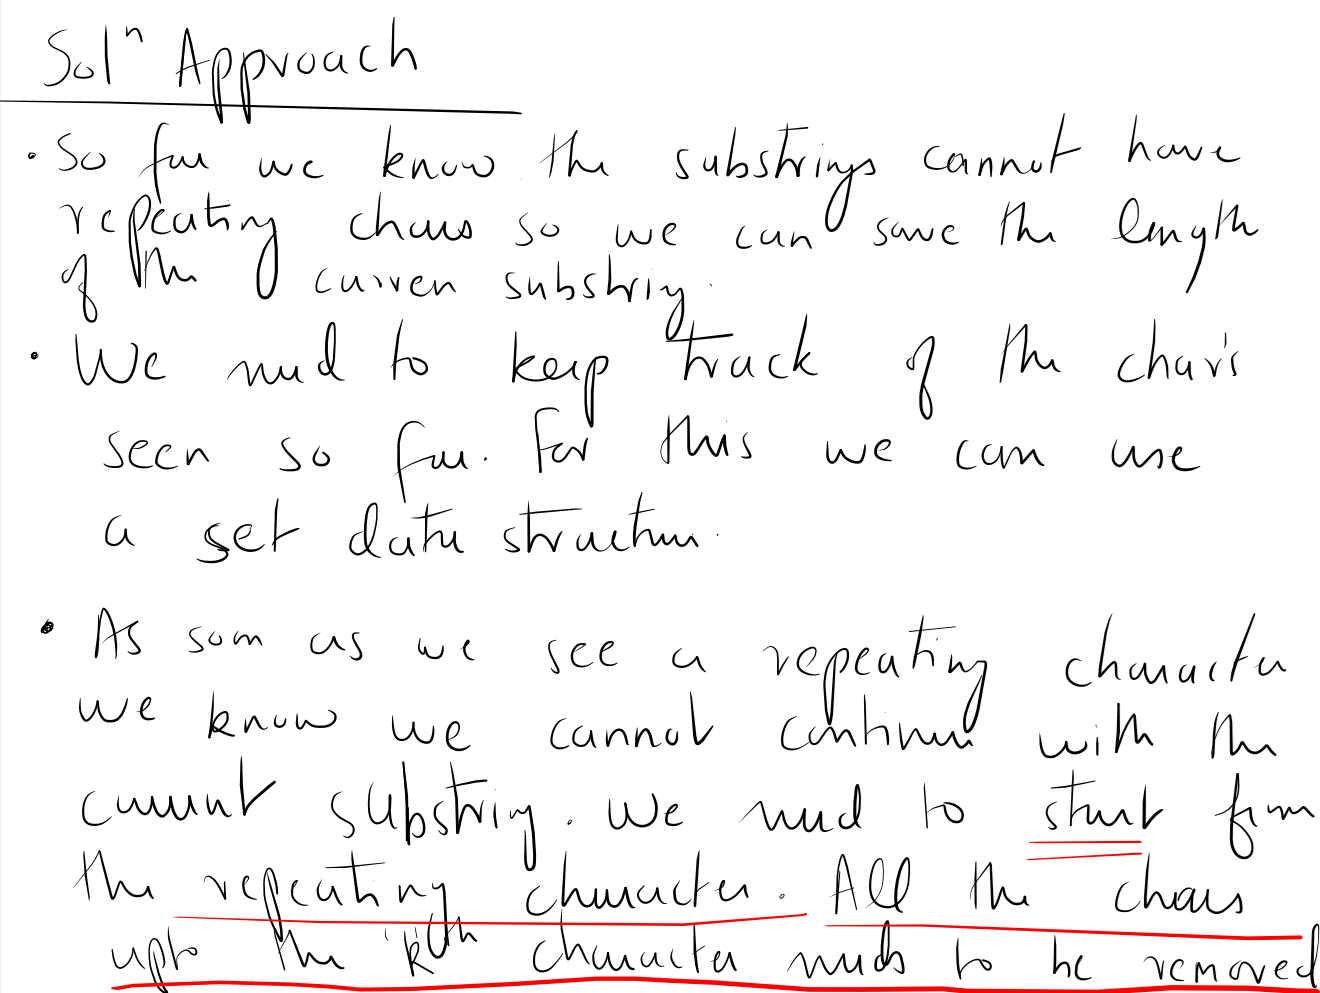 Solⁿ Approach
· So far we know the substrings cannot have
repeating chars so we can save the length
of the curren substring.
· We need to keep track of the char's
seen so far. For this we can use
a set data structure.
· As soon as we see a repeating character
we know we cannot continue with the
current substring. We need to start from
the repeating character. All the chars
upto the 'k'th character needs to be removed